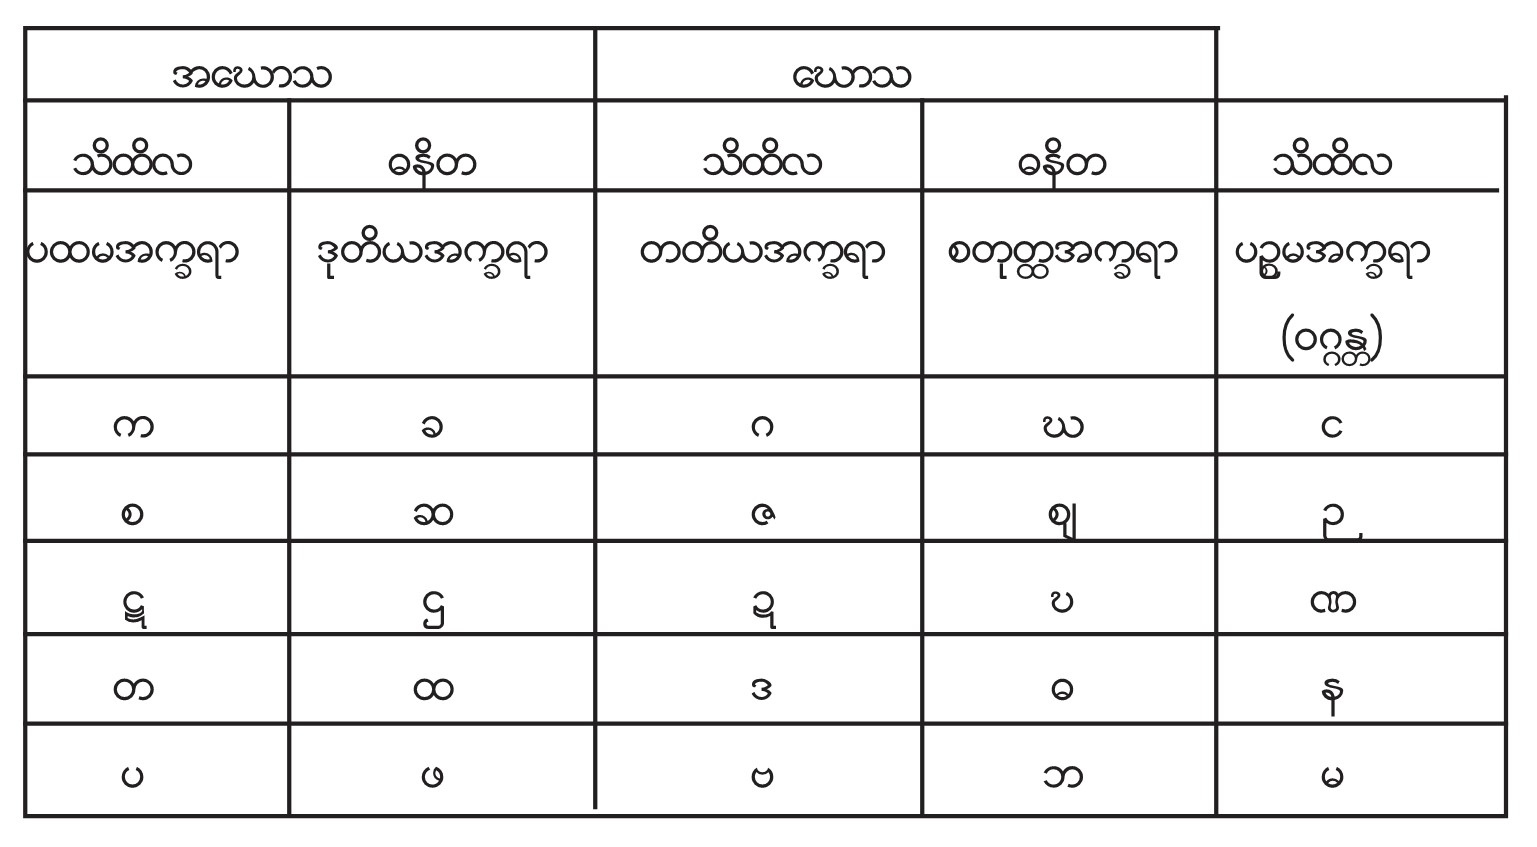 အဃောသ ဃောသ
သိထိလ ဓနိတ သိထိလ ဓနိတ သိထိလ
ပထမအက္ခရာ ဒုတိယအက္ခရာ တတိယအက္ခရာ စတုတ္ထအက္ခရာ ပဉ္စမအက္ခရာ
(ဝဂ္ဂန္တ)
က ခ ဂ ဃ င
စ ဆ ဇ ဈ ဉ
ဋ ဌ ဍ ဎ ဏ
တ ထ ဒ ဓ န
ပ ဖ ဗ ဘ မ